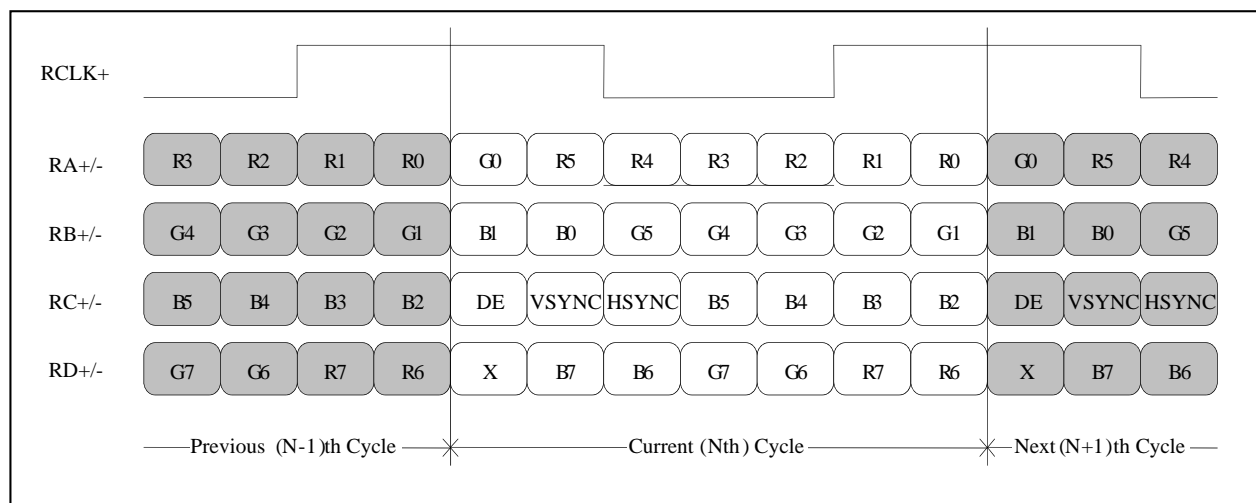 RCLK+
RA+/- R3 R2 R1 R0 G0 R5 R4 R3 R2 R1 R0 G0 R5 R4
RB+/- G4 G3 G2 G1 B1 B0 G5 G4 G3 G2 G1 B1 B0 G5
RC+/- B5 B4 B3 B2 DE VSYNC HSYNC B5 B4 B3 B2 DE VSYNC HSYNC
RD+/- G7 G6 R7 R6 X B7 B6 G7 G6 R7 R6 X B7 B6
Previous (N-1)th Cycle Current (Nth) Cycle Next (N+1)th Cycle